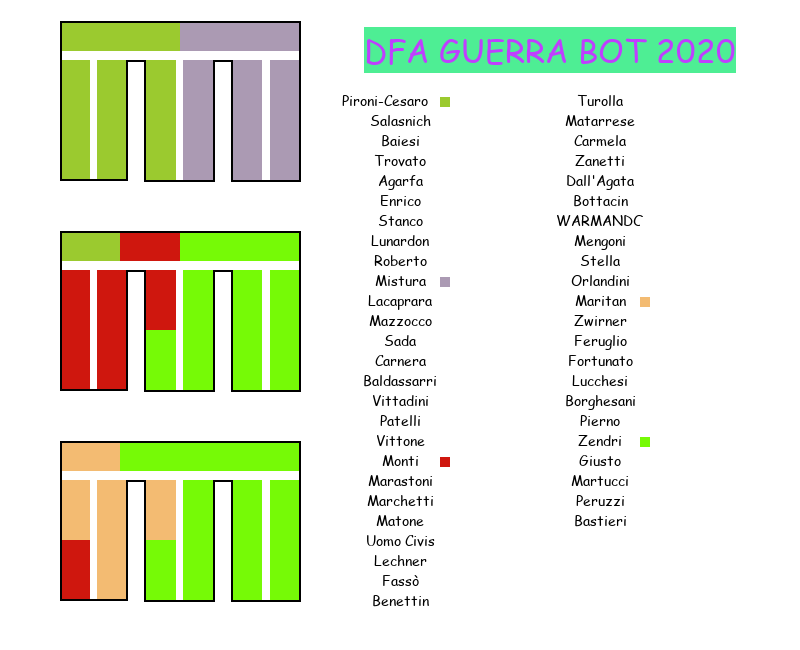 DFA GUERRA BOT 2020
Pironi-Cesaro
Salasnich
Baiesi
Trovato
Agarfa
Enrico
Stanco
Lunardon
Roberto
Mistura
Lacaprara
Mazzocco
Sada
Carnera
Baldassarri
Vittadini
Patelli
Vittone
Monti
Marastoni
Marchetti
Matone
Uomo Civis
Lechner
Fassò
Benettin
Turolla
Matarrese
Carmela
Zanetti
Dall'Agata
Bottacin
WARMANDC
Mengoni
Stella
Orlandini
Maritan
Zwirner
Feruglio
Fortunato
Lucchesi
Borghesani
Pierno
Zendri
Giusto
Martucci
Peruzzi
Bastieri